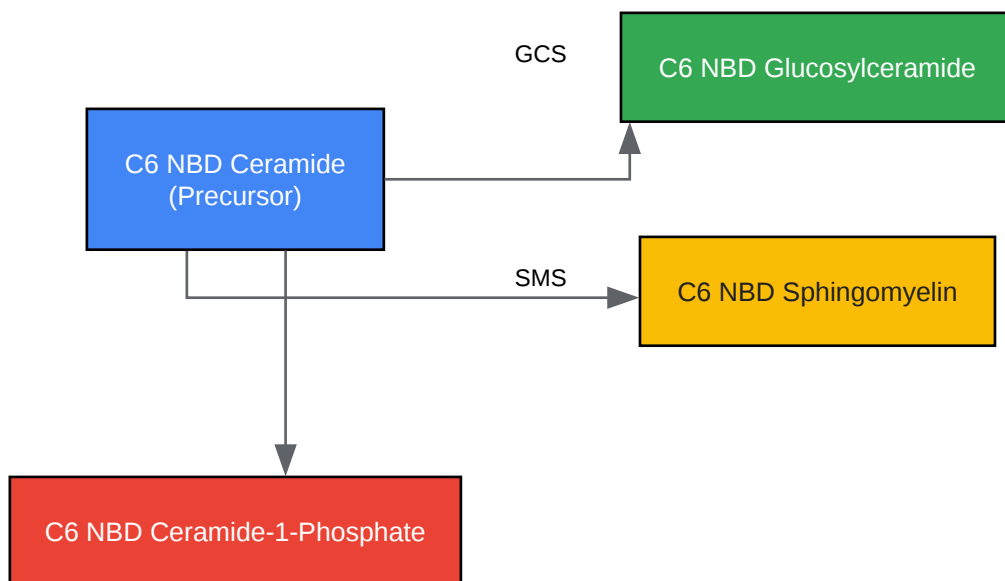 GCS
C6 NBD Glucosylceramide
C6 NBD Ceramide
(Precursor)
SMS
C6 NBD Sphingomyelin
C6 NBD Ceramide-1-Phosphate